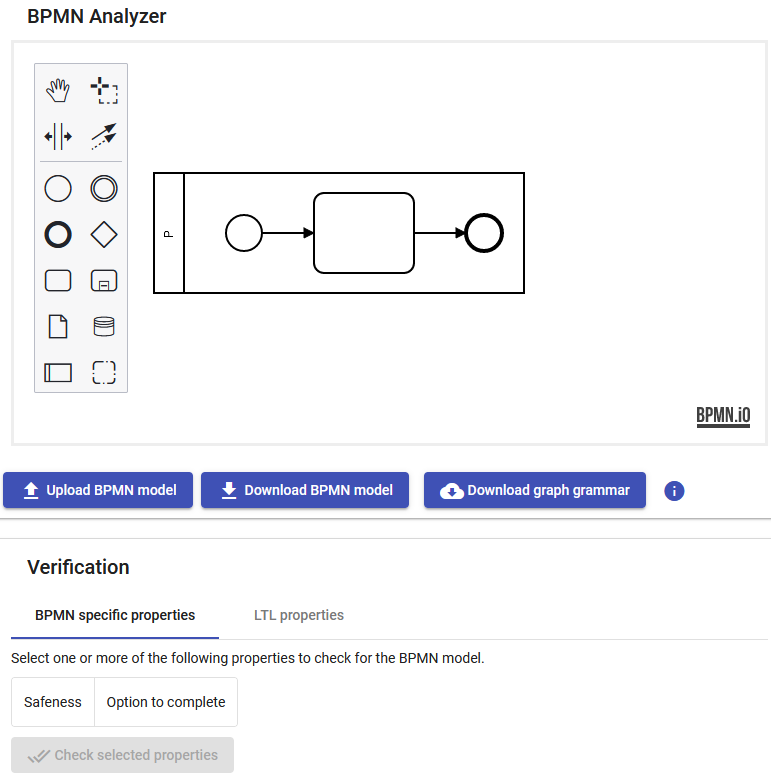 BPMN Analyzer
P
BPMN.iO
Upload BPMN model
Download BPMN model
Download graph grammar
i
Verification
BPMN specific properties
LTL properties
Select one or more of the following properties to check for the BPMN model.
Safeness
Option to complete
Check selected properties